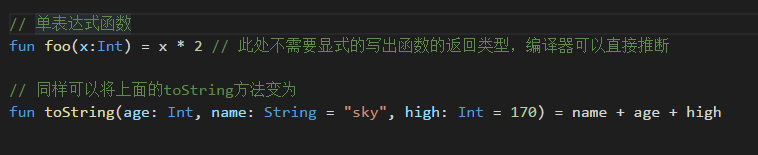 // 单表达式函数
fun foo(x:Int) = x * 2 // 此处不需要显式的写出函数的返回类型，编译器可以直接推断
// 同样可以将上面的toString方法变为
fun toString(age: Int, name: String = "sky", high: Int = 170) = name + age + high